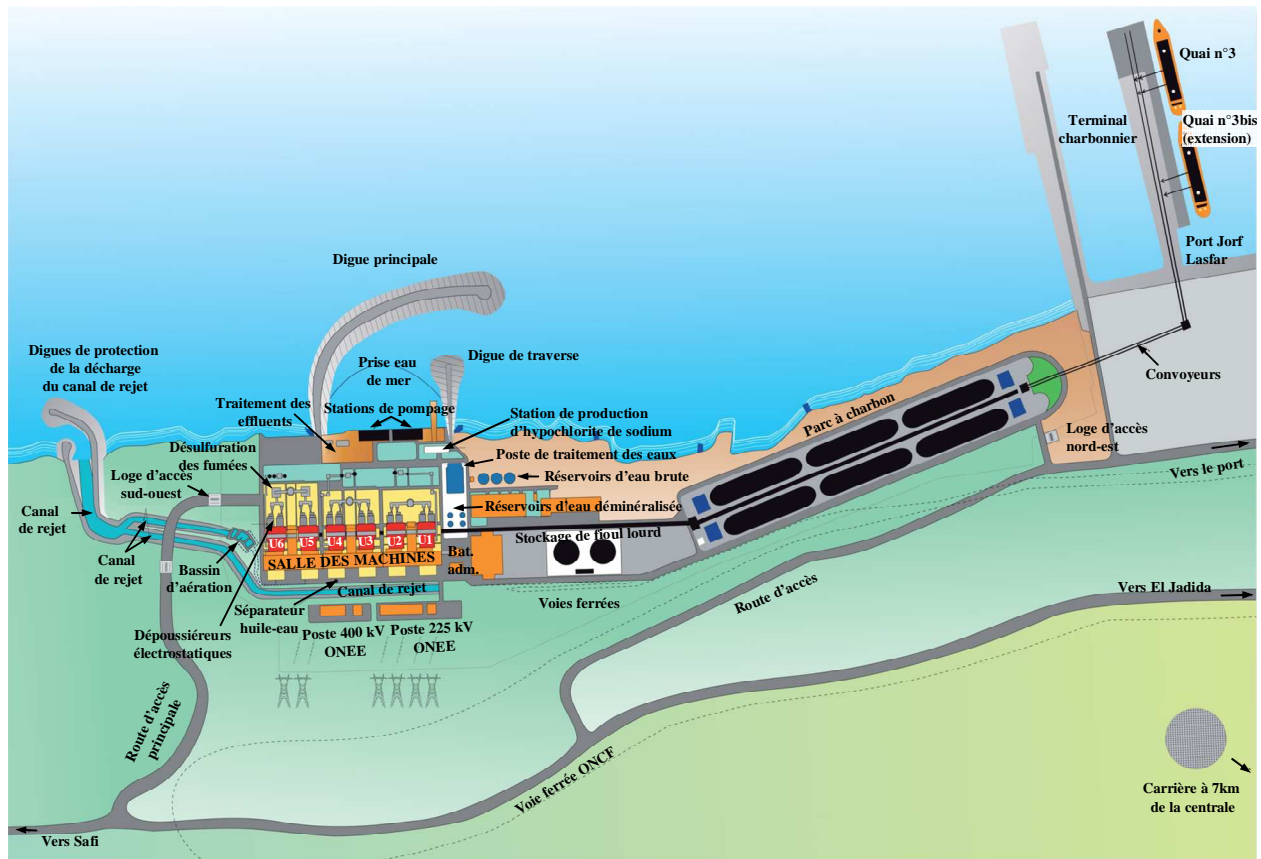 Quai n°3
Terminal
charbonnier
Quai n°3bis
(extension)
Port Jorf
Lasfar
Digue principale
Digues de protection
de la décharge
du canal de rejet
Prise eau
de mer
Digue de traverse
Convoyeurs
Traitement des
effluents
Stations de pompage
Station de production
d'hypochlorite de sodium
Parc à charbon
Loge d'accès
nord-est
Désulfuration
des fumées
Poste de traitement des eaux
Loge d'accès
sud-ouest
Réservoirs d'eau brute
Vers le port
Canal
de rejet
Réservoirs d'eau déminéralisée
Stockage de fioul lourd
U6
U5
U4
U3
U2
U1
SALLE DES MACHINES
Bat.
adm.
Canal
de rejet
Bassin
d'aération
Canal de rejet
Séparateur
huile-eau
Voies ferrées
Route d'accès
Vers El Jadida
Dépoussiéreurs
électrostatiques
Poste 400 kV
ONEE
Poste 225 kV
ONEE
Route d'accès
principale
Voie ferrée ONCF
Carrière à 7km
de la centrale
Vers Safi